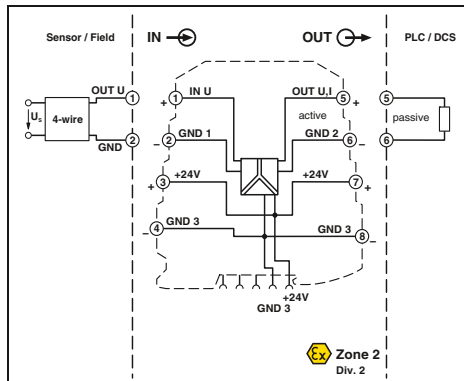 Sensor / Field
IN
OUT
PLC / DCS
OUT U
1
+
1
IN U
OUT U,I
5
+
5
Us
4-wire
active
passive
GND
2
–
2
GND 1
GND 2
6
–
6
+
3
+24V
+24V
7
+
–
4
GND 3
GND 3
8
–
+24V
GND 3
Ex
Zone 2
Div. 2